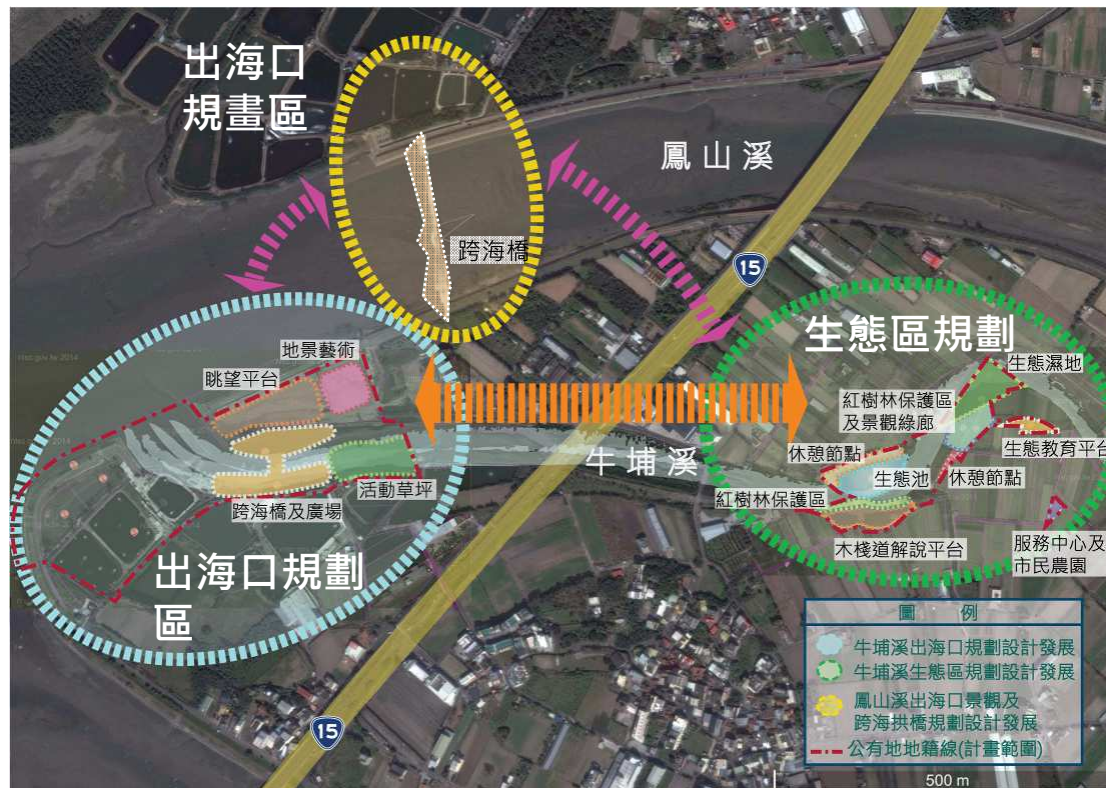 出海口
規畫區
鳳山溪
跨海橋
15
生態區規劃
地景藝術
眺望平台
生態濕地
紅樹林保護區
及景觀綠廊
生態教育平台
休憩節點
牛埔溪
生態池
休憩節點
活動草坪
紅樹林保護區
跨海橋及廣場
木棧道解說平台
服務中心及
市民農園
出海口規劃
區
圖 例
牛埔溪出海口規劃設計發展
牛埔溪生態區規劃設計發展
鳳山溪出海口景觀及
跨海拱橋規劃設計發展
公有地地籍線(計畫範圍)
15
500 m